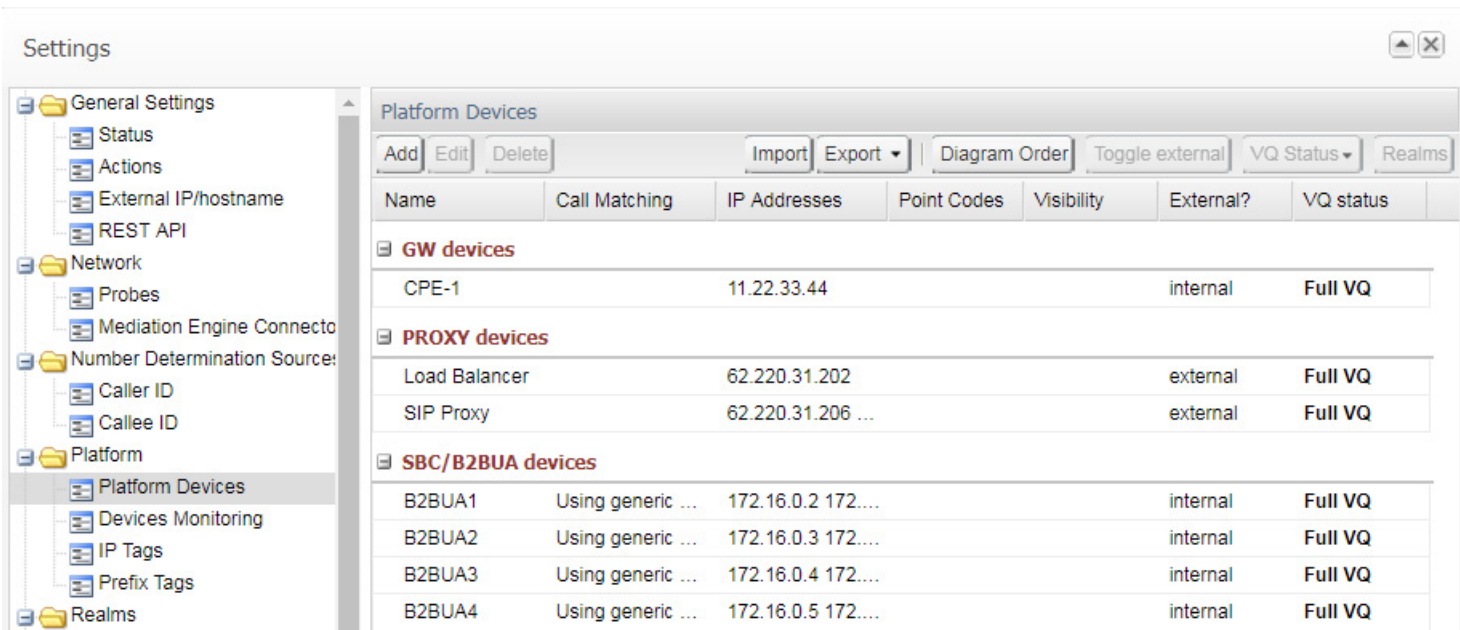 Settings
General Settings
Status
Actions
External IP/hostname
REST API
Network
Probes
Mediation Engine Connecto
Number Determination Sources
Caller ID
Callee ID
Platform
Platform Devices
Devices Monitoring
IP Tags
Prefix Tags
Realms
Platform Devices
Add Edit Delete Import Export Diagram Order Toggle external VQ Status Realms
Name Call Matching IP Addresses Point Codes Visibility External? VQ status
GW devices
CPE-1 11.22.33.44 internal Full VQ
PROXY devices
Load Balancer 62.220.31.202 external Full VQ
SIP Proxy 62.220.31.206 ... external Full VQ
SBC/B2BUA devices
B2BUA1 Using generic ... 172.16.0.2 172.... internal Full VQ
B2BUA2 Using generic ... 172.16.0.3 172.... internal Full VQ
B2BUA3 Using generic ... 172.16.0.4 172.... internal Full VQ
B2BUA4 Using generic ... 172.16.0.5 172.... internal Full VQ